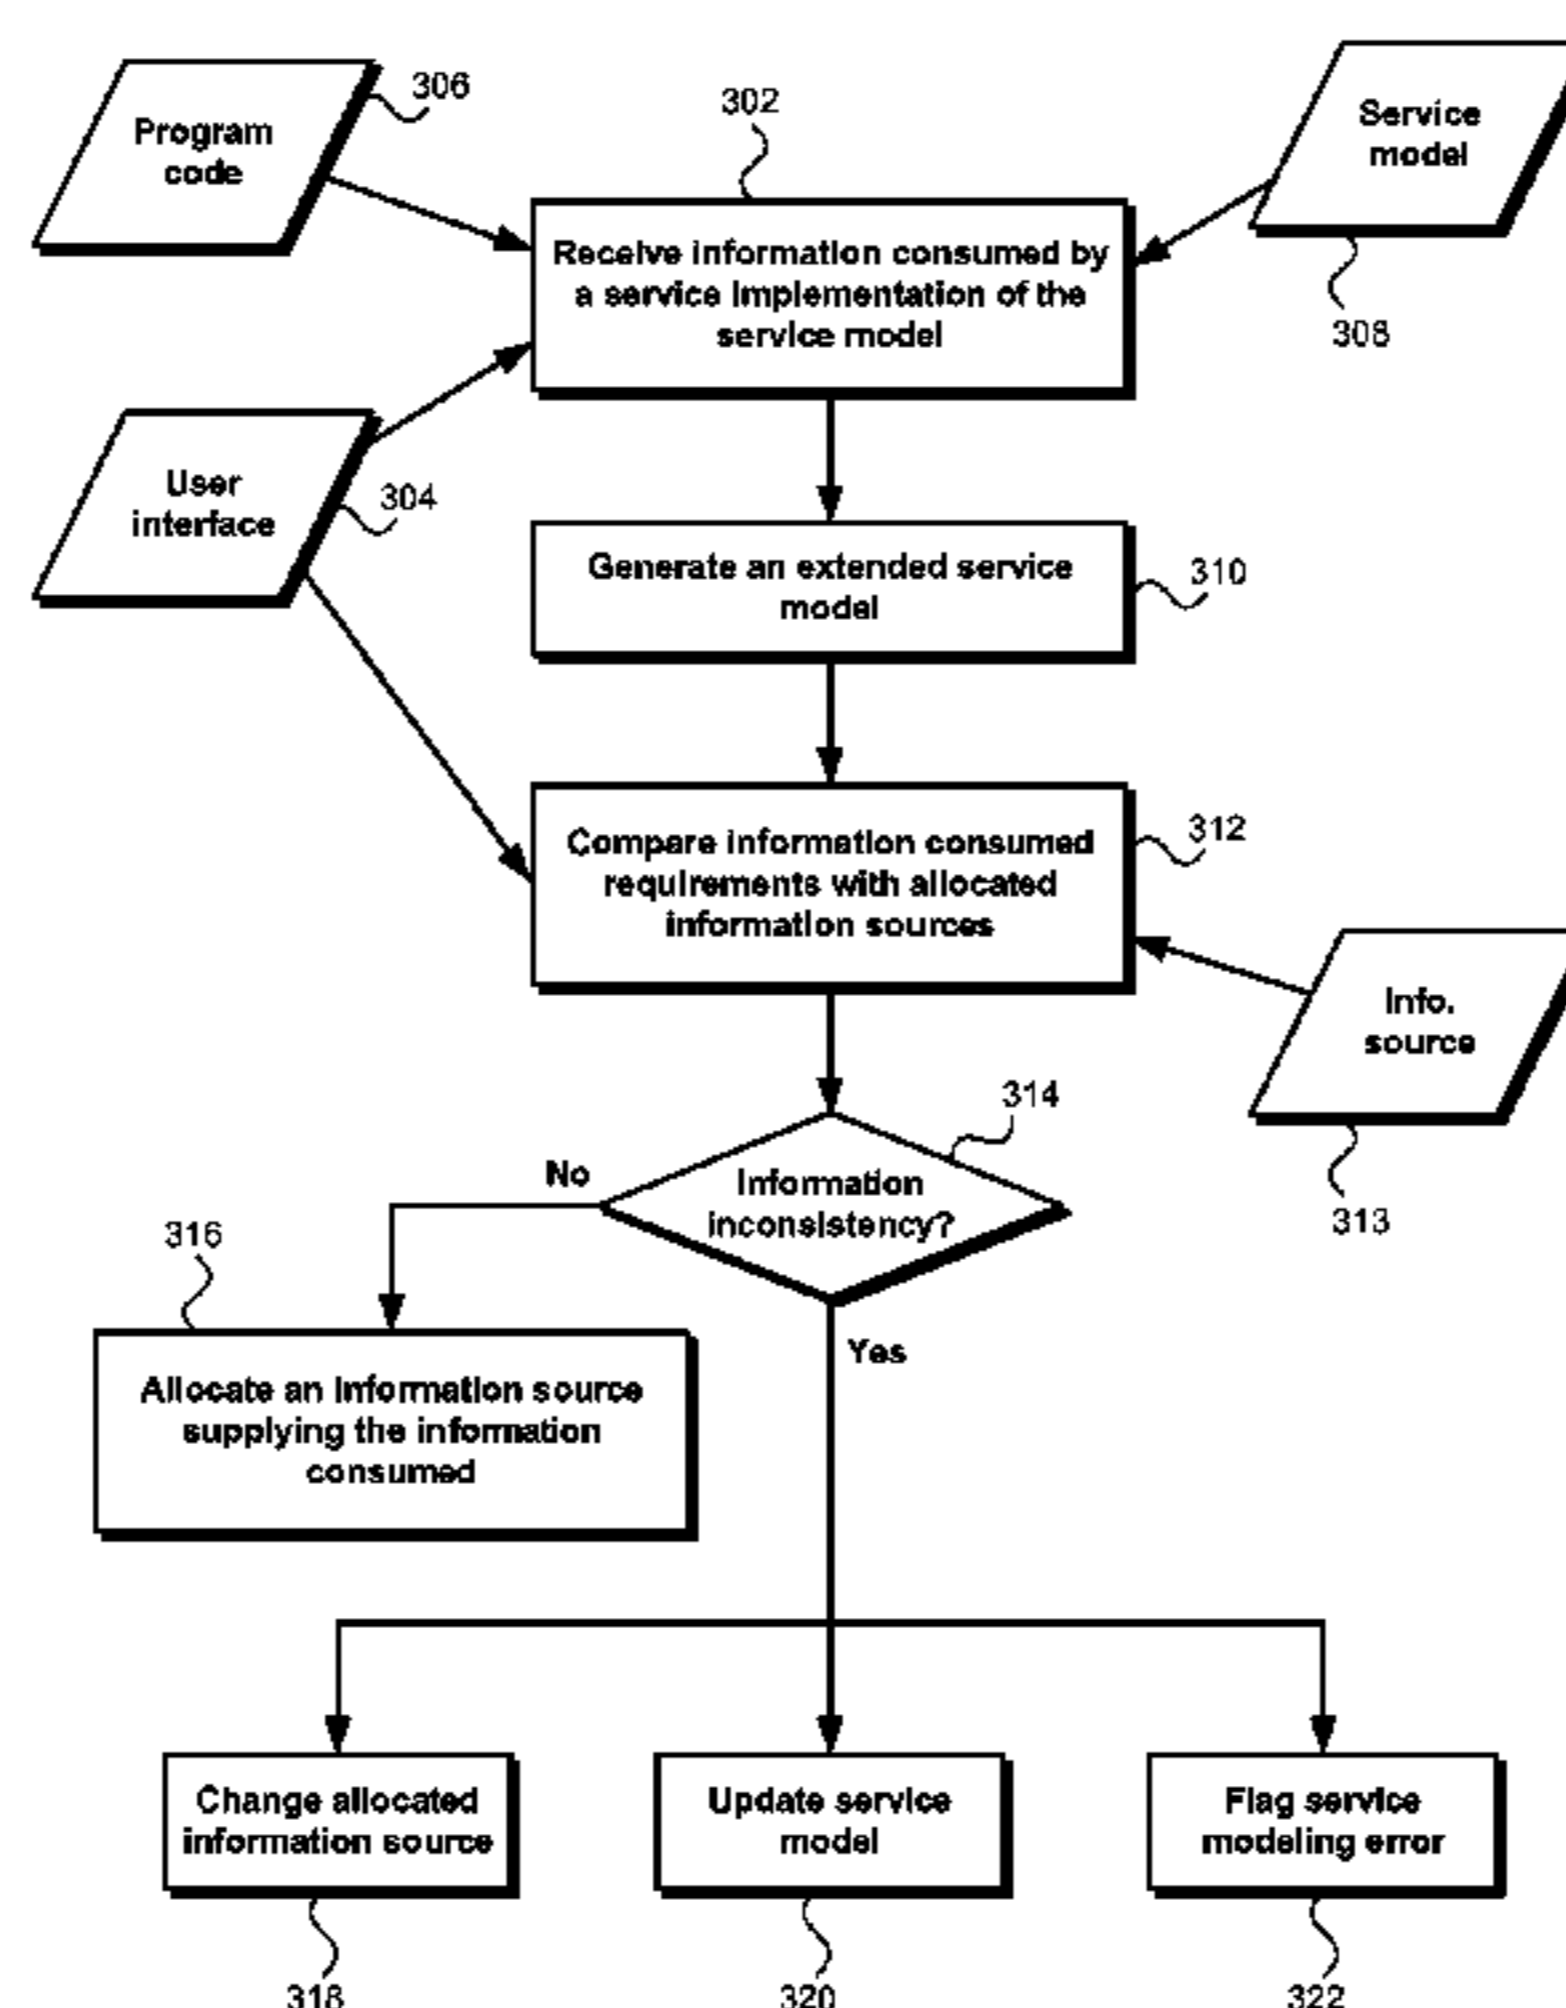 306
Program
code
302
Service
model
308
Receive information consumed by
a service implementation of the
service model
User
interface
304
Generate an extended service
model
310
Compare information consumed
requirements with allocated
information sources
312
Info.
source
313
314
Information
inconsistency?
No
Yes
316
Allocate an information source
supplying the information
consumed
Change allocated
information source
Update service
model
Flag service
modeling error
318
320
322